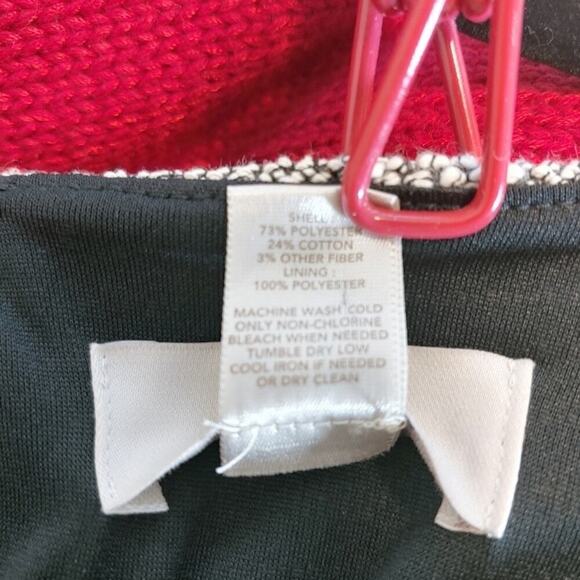 SHELL :
73% POLYESTER
24% COTTON
3% OTHER FIBER
LINING :
100% POLYESTER
MACHINE WASH COLD
ONLY NON-CHLORINE
BLEACH WHEN NEEDED
TUMBLE DRY LOW
COOL IRON IF NEEDED
OR DRY CLEAN